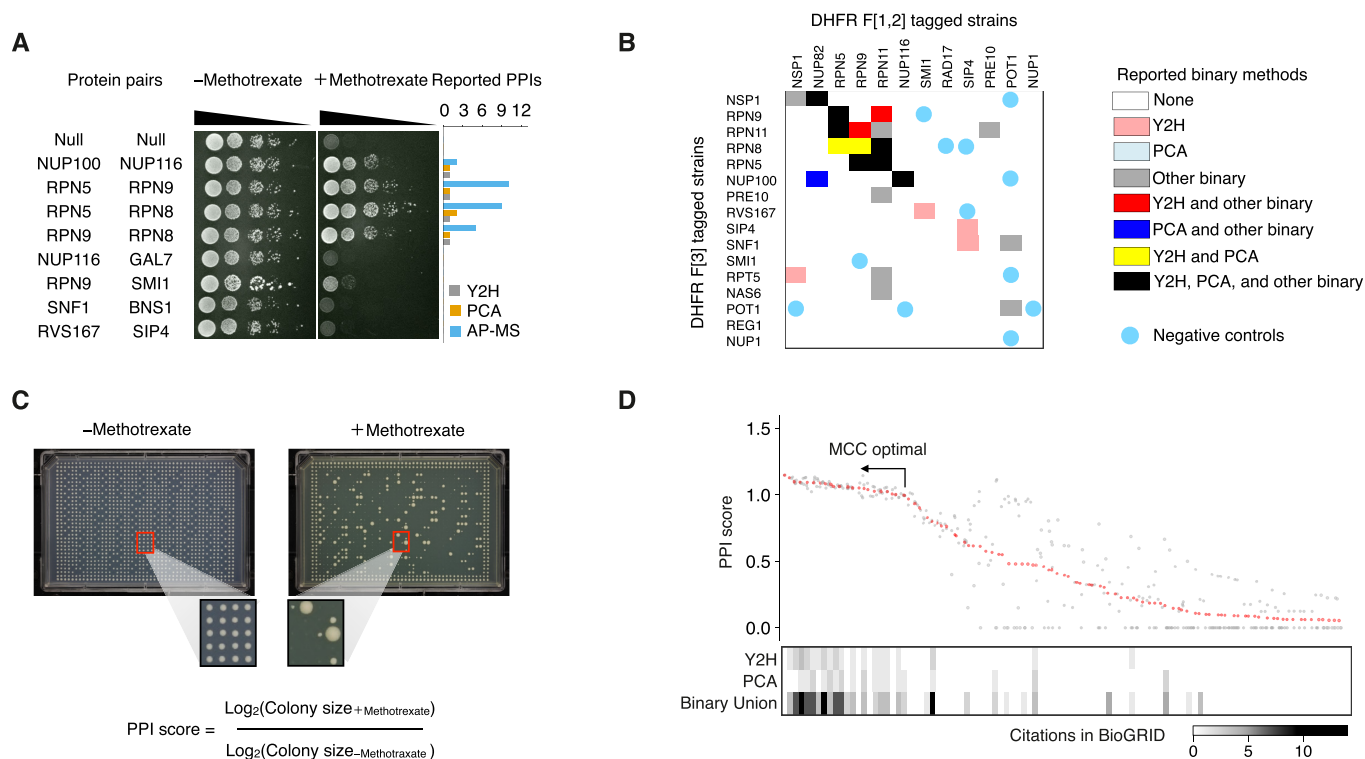 A
Protein pairs
−Methotrexate
+Methotrexate
Reported PPIs
0 3 6 9 12
Null Null
NUP100 NUP116
RPN5 RPN9
RPN5 RPN8
RPN9 RPN8
NUP116 GAL7
RPN9 SMI1
SNF1 BNS1
RVS167 SIP4
Y2H
PCA
AP-MS
B
DHFR F[1,2] tagged strains
NSP1
NUP82
RPN5
RPN9
RPN11
NUP116
SMI1
RAD17
SIP4
PRE10
POT1
NUP1
DHFR F[3] tagged strains
NSP1
RPN9
RPN11
RPN8
RPN5
NUP100
PRE10
RVS167
SIP4
SNF1
SMI1
RPT5
NAS6
POT1
REG1
NUP1
Reported binary methods
None
Y2H
PCA
Other binary
Y2H and other binary
PCA and other binary
Y2H and PCA
Y2H, PCA, and other binary
Negative controls
C
−Methotrexate
+Methotrexate
PPI score =
Log2(Colony size+Methotrexate)
Log2(Colony size−Methotraxate )
D
PPI score
1.5
1.0
0.5
0.0
MCC optimal
Y2H
PCA
Binary Union
Citations in BioGRID
0 5 10